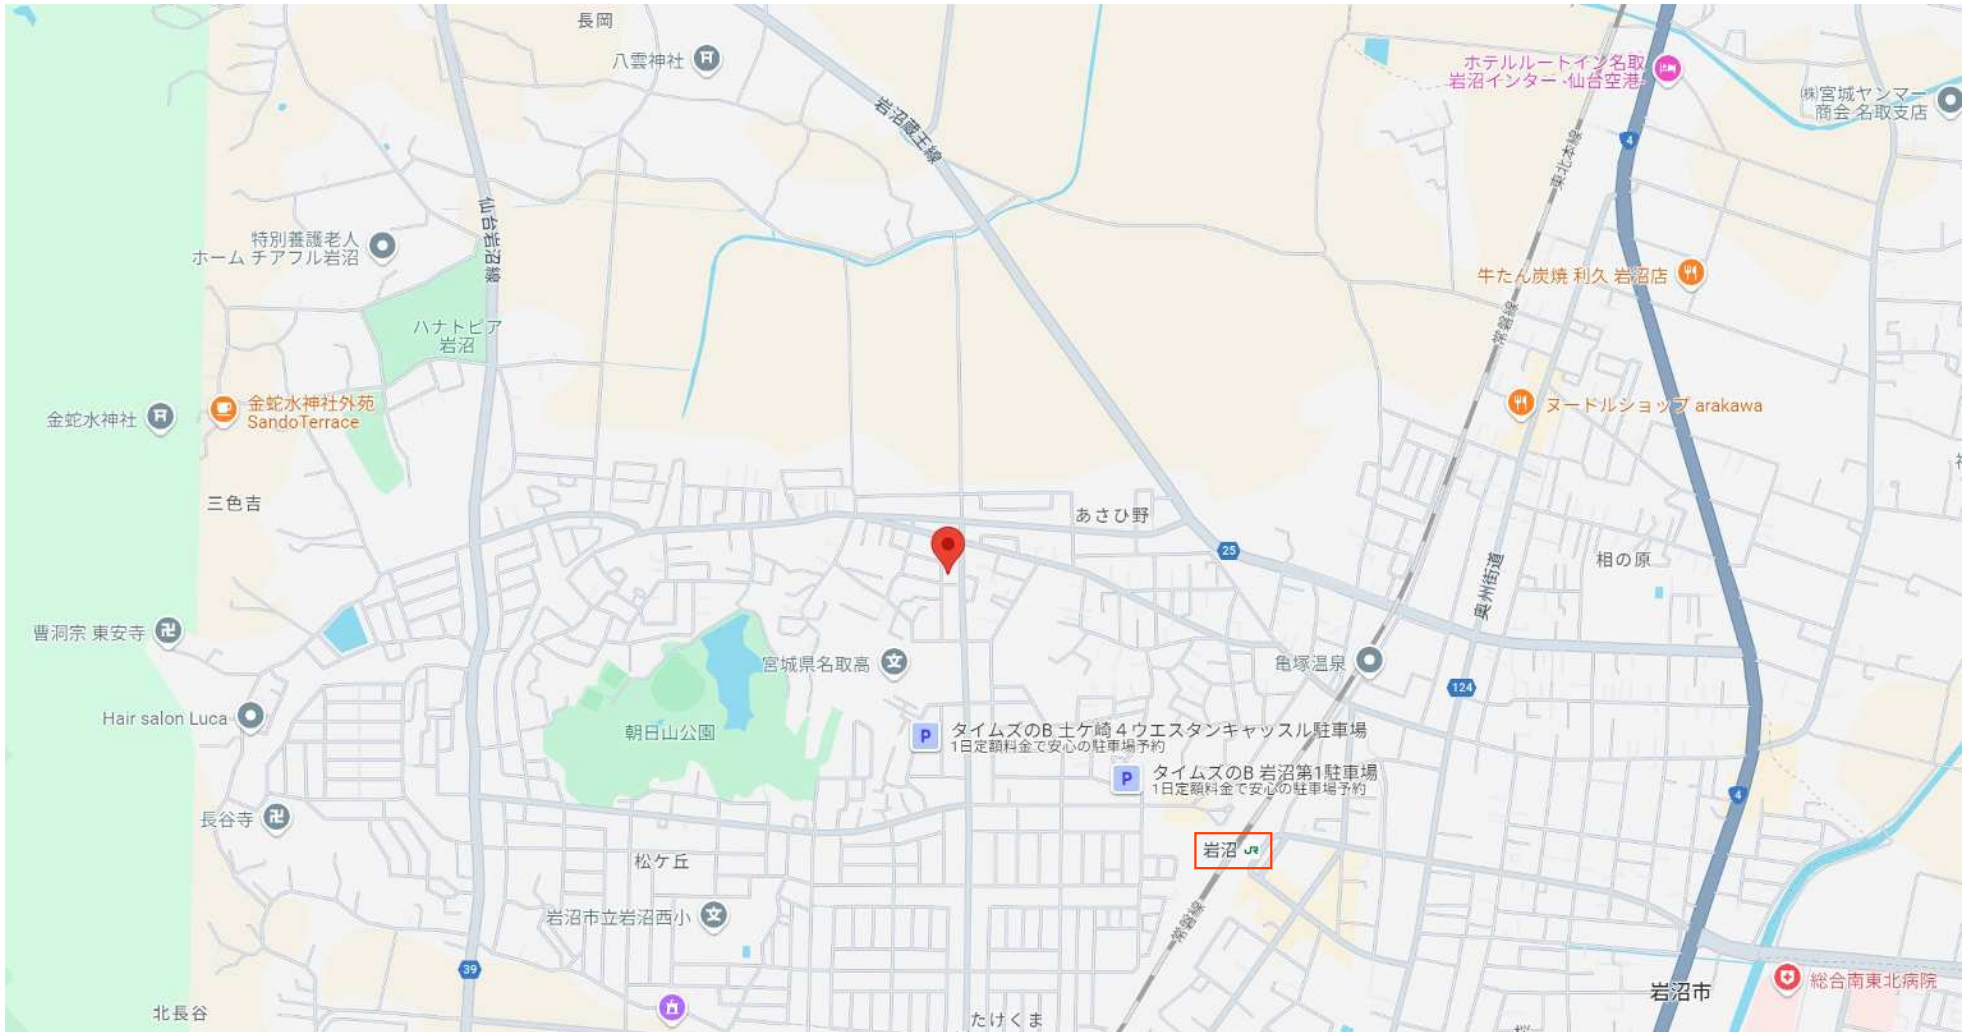 長岡
八雲神社
岩沼蔵王線
ホテルルートイン名取
岩沼インター・仙台空港
㈱宮城ヤンマー
商会 名取支店
4
東北本線
仙台岩沼線
特別養護老人
ホーム チアフル岩沼
牛たん炭焼 利久 岩沼店
ハナトピア
岩沼
常磐線
金蛇水神社
金蛇水神社外苑
SandoTerrace
ヌードルショップ arakawa
三色吉
あさひ野
25
奥州街道
相の原
曹洞宗 東安寺
宮城県名取高
亀塚温泉
124
Hair salon Luca
朝日山公園
P
タイムズのB 土ケ崎4ウエスタンキャッスル駐車場
1日定額料金で安心の駐車場予約
P
タイムズのB 岩沼第1駐車場
1日定額料金で安心の駐車場予約
4
長谷寺
岩沼 JR
松ケ丘
岩沼市立岩沼西小
常磐線
39
総合南東北病院
岩沼市
北長谷
たけくま